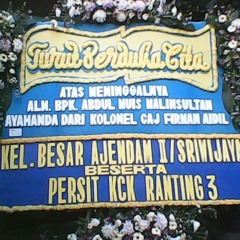 Turut Berduka Cita
ATAS MENINGGALNYA
ALM. BPK. ABDUL MUIS MALINSULTAN
AYAHANDA DARI KOLONEL CAJ FIRMAN AIDIL
KEL. BESAR AJENDAM II/SRIWIJAYA
BESERTA
PERSIT KCK RANTING 3